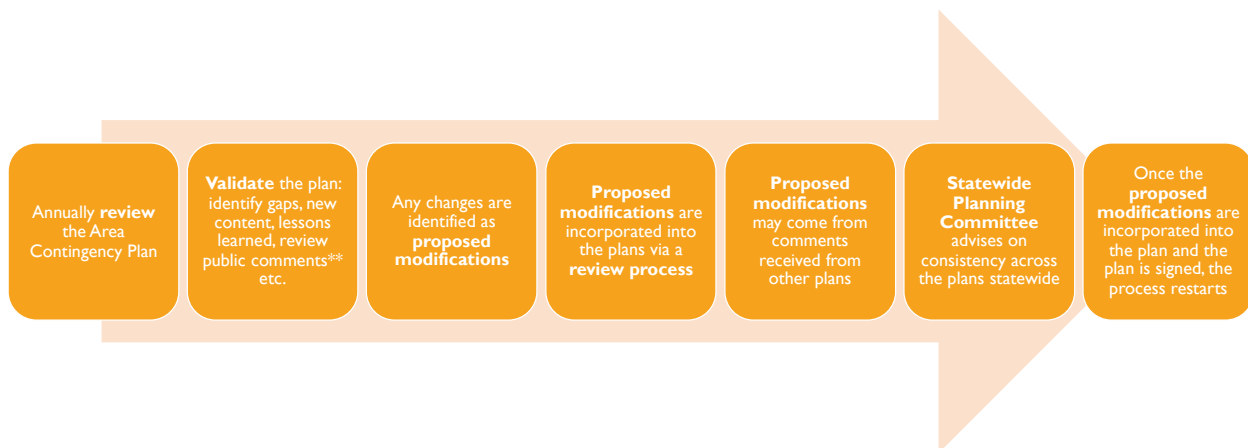 Annually review
the Area
Contingency Plan
Validate the plan:
identify gaps, new
content, lessons
learned, review
public comments**
etc.
Any changes are
identified as
proposed
modifications
Proposed
modifications are
incorporated into
the plans via a
review process
Proposed
modifications
may come from
comments
received from
other plans
Statewide
Planning
Committee
advises on
consistency across
the plans statewide
Once the
proposed
modifications are
incorporated into
the plan and the
plan is signed, the
process restarts